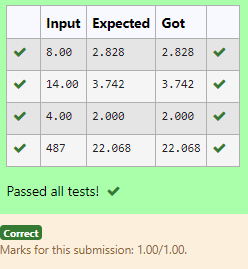 Input Expected Got
8.00 2.828 2.828
14.00 3.742 3.742
4.00 2.000 2.000
487 22.068 22.068
Passed all tests!
Correct
Marks for this submission: 1.00/1.00.